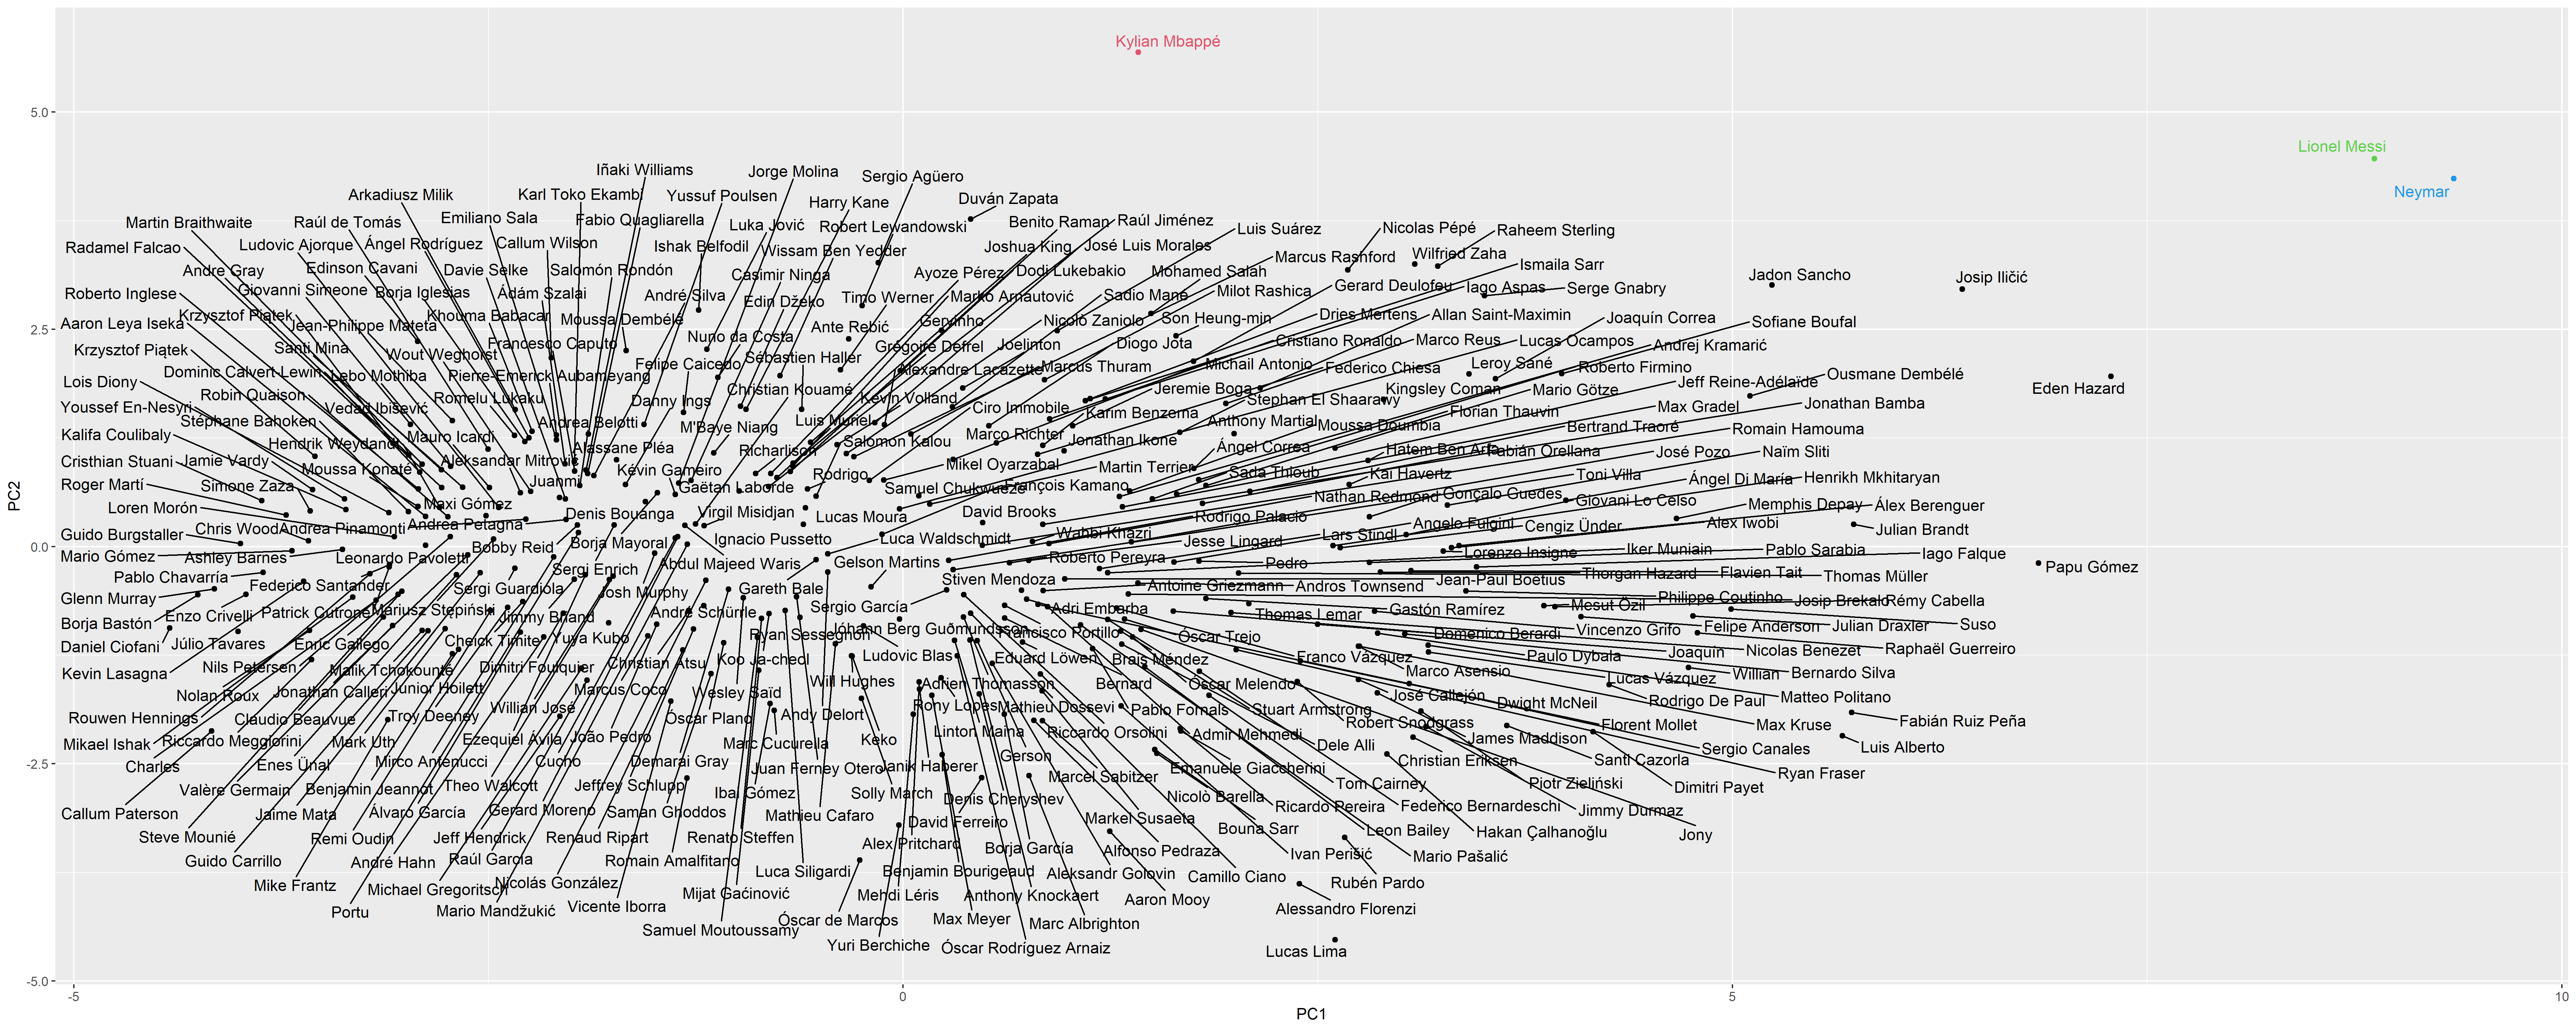 Kylian Mbappé
5.0
Lionel Messi
Neymar
Iñaki Williams
Jorge Molina
Sergio Agüero
Arkadiusz Milik
Karl Toko Ekambi
Yussuf Poulsen
Harry Kane
Duván Zapata
Martin Braithwaite
Raúl de Tomás
Emiliano Sala
Fabio Quagliarella
Luka Jović
Robert Lewandowski
Benito Raman
Raúl Jiménez
Luis Suárez
Nicolas Pépé
Raheem Sterling
Radamel Falcao
Ludovic Ajorque
Ángel Rodríguez
Callum Wilson
Ishak Belfodil
Wissam Ben Yedder
Joshua King
José Luis Morales
Marcus Rashford
Wilfried Zaha
Andre Gray
Edinson Cavani
Davie Selke
Salomón Rondón
Casimir Ninga
Ayoze Pérez
Dodi Lukebakio
Mohamed Salah
Ismaila Sarr
Jadon Sancho
Josip Iličić
Roberto Inglese
Giovanni Simeone
Borja Iglesias
Ádám Szalai
André Silva
Edin Džeko
Timo Werner
Marko Arnautović
Sadio Mané
Milot Rashica
Gerard Deulofeu
Iago Aspas
Serge Gnabry
Aaron Leya Iseka
Krzysztof Piątek
Jean-Philippe Mateta
Khouma Babacar
Moussa Dembélé
Ante Rebić
Gervinho
Nicolò Zaniolo
Son Heung-min
Dries Mertens
Allan Saint-Maximin
Joaquín Correa
Sofiane Boufal
2.5
Krzysztof Piątek
Santi Mina
Wout Weghorst
Francesco Caputo
Nuno da Costa
Sébastien Haller
Grégoire Defrel
Joelinton
Diogo Jota
Cristiano Ronaldo
Marco Reus
Lucas Ocampos
Andrej Kramarić
Lois Diony
Dominic Calvert-Lewin
Lebo Mothiba
Pierre-Emerick Aubameyang
Felipe Caicedo
Christian Kouamé
Alexandre Lacazette
Marcus Thuram
Michail Antonio
Federico Chiesa
Leroy Sané
Roberto Firmino
Jeff Reine-Adélaïde
Ousmane Dembélé
Eden Hazard
Youssef En-Nesyri
Robin Quaison
Vedad Ibišević
Romelu Lukaku
Danny Ings
Kevin Volland
Jeremie Boga
Stephan El Shaarawy
Kingsley Coman
Mario Götze
Max Gradel
Jonathan Bamba
Kalifa Coulibaly
Stéphane Bahoken
Hendrik Weydandt
Mauro Icardi
Andrea Belotti
M'Baye Niang
Luis Muriel
Ciro Immobile
Karim Benzema
Anthony Martial
Moussa Doumbia
Florian Thauvin
Bertrand Traoré
Romain Hamouma
Cristhian Stuani
Jamie Vardy
Moussa Konaté
Aleksandar Mitrović
Alassane Pléa
Richarlison
Salomon Kalou
Marco Richter
Jonathan Ikone
Ángel Correa
Hatem Ben Arfa
Fabián Orellana
José Pozo
Naïm Sliti
Roger Martí
Simone Zaza
Maxi Gómez
Juanmi
Kévin Gameiro
Gaëtan Laborde
Rodrigo
Mikel Oyarzabal
Martin Terrier
Sada Thioub
Kai Havertz
Toni Villa
Ángel Di María
Henrikh Mkhitaryan
Loren Morón
Chris Wood
Andrea Pinamonti
Andrea Petagna
Denis Bouanga
Virgil Misidjan
Lucas Moura
Samuel Chukwueze
François Kamano
David Brooks
Nathan Redmond
Gonçalo Guedes
Giovani Lo Celso
Memphis Depay
Álex Berenguer
Guido Burgstaller
Rodrigo Palacio
Angelo Fulgini
Cengiz Ünder
Alex Iwobi
Julian Brandt
0.0
Mario Gómez
Ashley Barnes
Leonardo Pavoletti
Bobby Reid
Borja Mayoral
Ignacio Pussetto
Luca Waldschmidt
Wahbi Khazri
Jesse Lingard
Lars Stindl
Lorenzo Insigne
Iker Muniain
Pablo Sarabia
Iago Falque
Pablo Chavarría
Federico Santander
Sergi Guardiola
Sergi Enrich
Abdul Majeed Waris
Gelson Martins
Roberto Pereyra
Pedro
Jean-Paul Boëtius
Thorgan Hazard
Flavien Tait
Thomas Müller
Papu Gómez
Glenn Murray
Enzo Crivelli
Patrick Cutrone
Mariusz Stępiński
Jimmy Briand
Josh Murphy
Gareth Bale
Stiven Mendoza
Antoine Griezmann
Andros Townsend
Philippe Coutinho
Josip Brekalo
Rémy Cabella
Borja Bastón
André Schürrle
Sergio García
Adri Embarba
Thomas Lemar
Gastón Ramírez
Mesut Özil
Daniel Ciofani
Júlio Tavares
Enric Gallego
Cheick Timite
Yuya Kubo
Ryan Sessegnon
Jóhann Berg Guðmundsson
Francisco Portillo
Óscar Trejo
Domenico Berardi
Vincenzo Grifo
Felipe Anderson
Julian Draxler
Suso
Kevin Lasagna
Nils Petersen
Malik Tchokounté
Dimitri Foulquier
Christian Atsu
Koo Ja-cheol
Ludovic Blas
Eduard Löwen
Brais Méndez
Franco Vázquez
Paulo Dybala
Joaquín
Nicolas Benezet
Raphaël Guerreiro
Nolan Roux
Jonathan Calleri
Junior Hoilett
Marcus Coco
Wesley Saïd
Will Hughes
Adrien Thomasson
Bernard
Óscar Melendo
Marco Asensio
Lucas Vázquez
Willian
Bernardo Silva
Rouwen Hennings
Claudio Beauvue
Troy Deeney
Willian José
Óscar Plano
Andy Delort
Rony Lopes
Mathieu Dossevi
Pablo Fornals
Stuart Armstrong
José Callejón
Dwight McNeil
Rodrigo De Paul
Matteo Politano
Mikael Ishak
Riccardo Meggiorini
Mark Uth
Ezequiel Ávila
João Pedro
Marc Cucurella
Keko
Linton Maina
Riccardo Orsolini
Admir Mehmedi
Robert Snodgrass
Florent Mollet
Max Kruse
Fabián Ruiz Peña
Charles
Enes Ünal
Mirco Antenucci
Cucho
Demarai Gray
Juan Ferney Otero
Janik Haberer
Gerson
Dele Alli
James Maddison
Sergio Canales
Luis Alberto
-2.5
Valère Germain
Benjamin Jeannot
Theo Walcott
Jeffrey Schlupp
Ibai Gómez
Solly March
Marcel Sabitzer
Emanuele Giaccherini
Christian Eriksen
Santi Cazorla
Ryan Fraser
Callum Paterson
Jaime Mata
Álvaro García
Gerard Moreno
Saman Ghoddos
Mathieu Cafaro
Denis Cheryshev
Nicolò Barella
Tom Cairney
Piotr Zieliński
Dimitri Payet
Steve Mounié
Remi Oudin
Jeff Hendrick
Renaud Ripart
Renato Steffen
David Ferreiro
Markel Susaeta
Ricardo Pereira
Federico Bernardeschi
Jimmy Durmaz
Guido Carrillo
André Hahn
Raúl García
Romain Amalfitano
Alex Pritchard
Borja García
Bouna Sarr
Leon Bailey
Hakan Çalhanoğlu
Jony
Mike Frantz
Michael Gregoritsch
Nicolás González
Luca Siligardi
Benjamin Bourigeaud
Alfonso Pedraza
Ivan Perišić
Mario Pašalić
Portu
Mario Mandžukić
Vicente Iborra
Mijat Gaćinović
Mehdi Léris
Anthony Knockaert
Aleksandr Golovin
Camillo Ciano
Rubén Pardo
Samuel Moutoussamy
Óscar de Marcos
Max Meyer
Marc Albrighton
Aaron Mooy
Alessandro Florenzi
Yuri Berchiche
Óscar Rodríguez Arnaiz
Lucas Lima
-5.0
-5
0
5
10
PC1
PC2